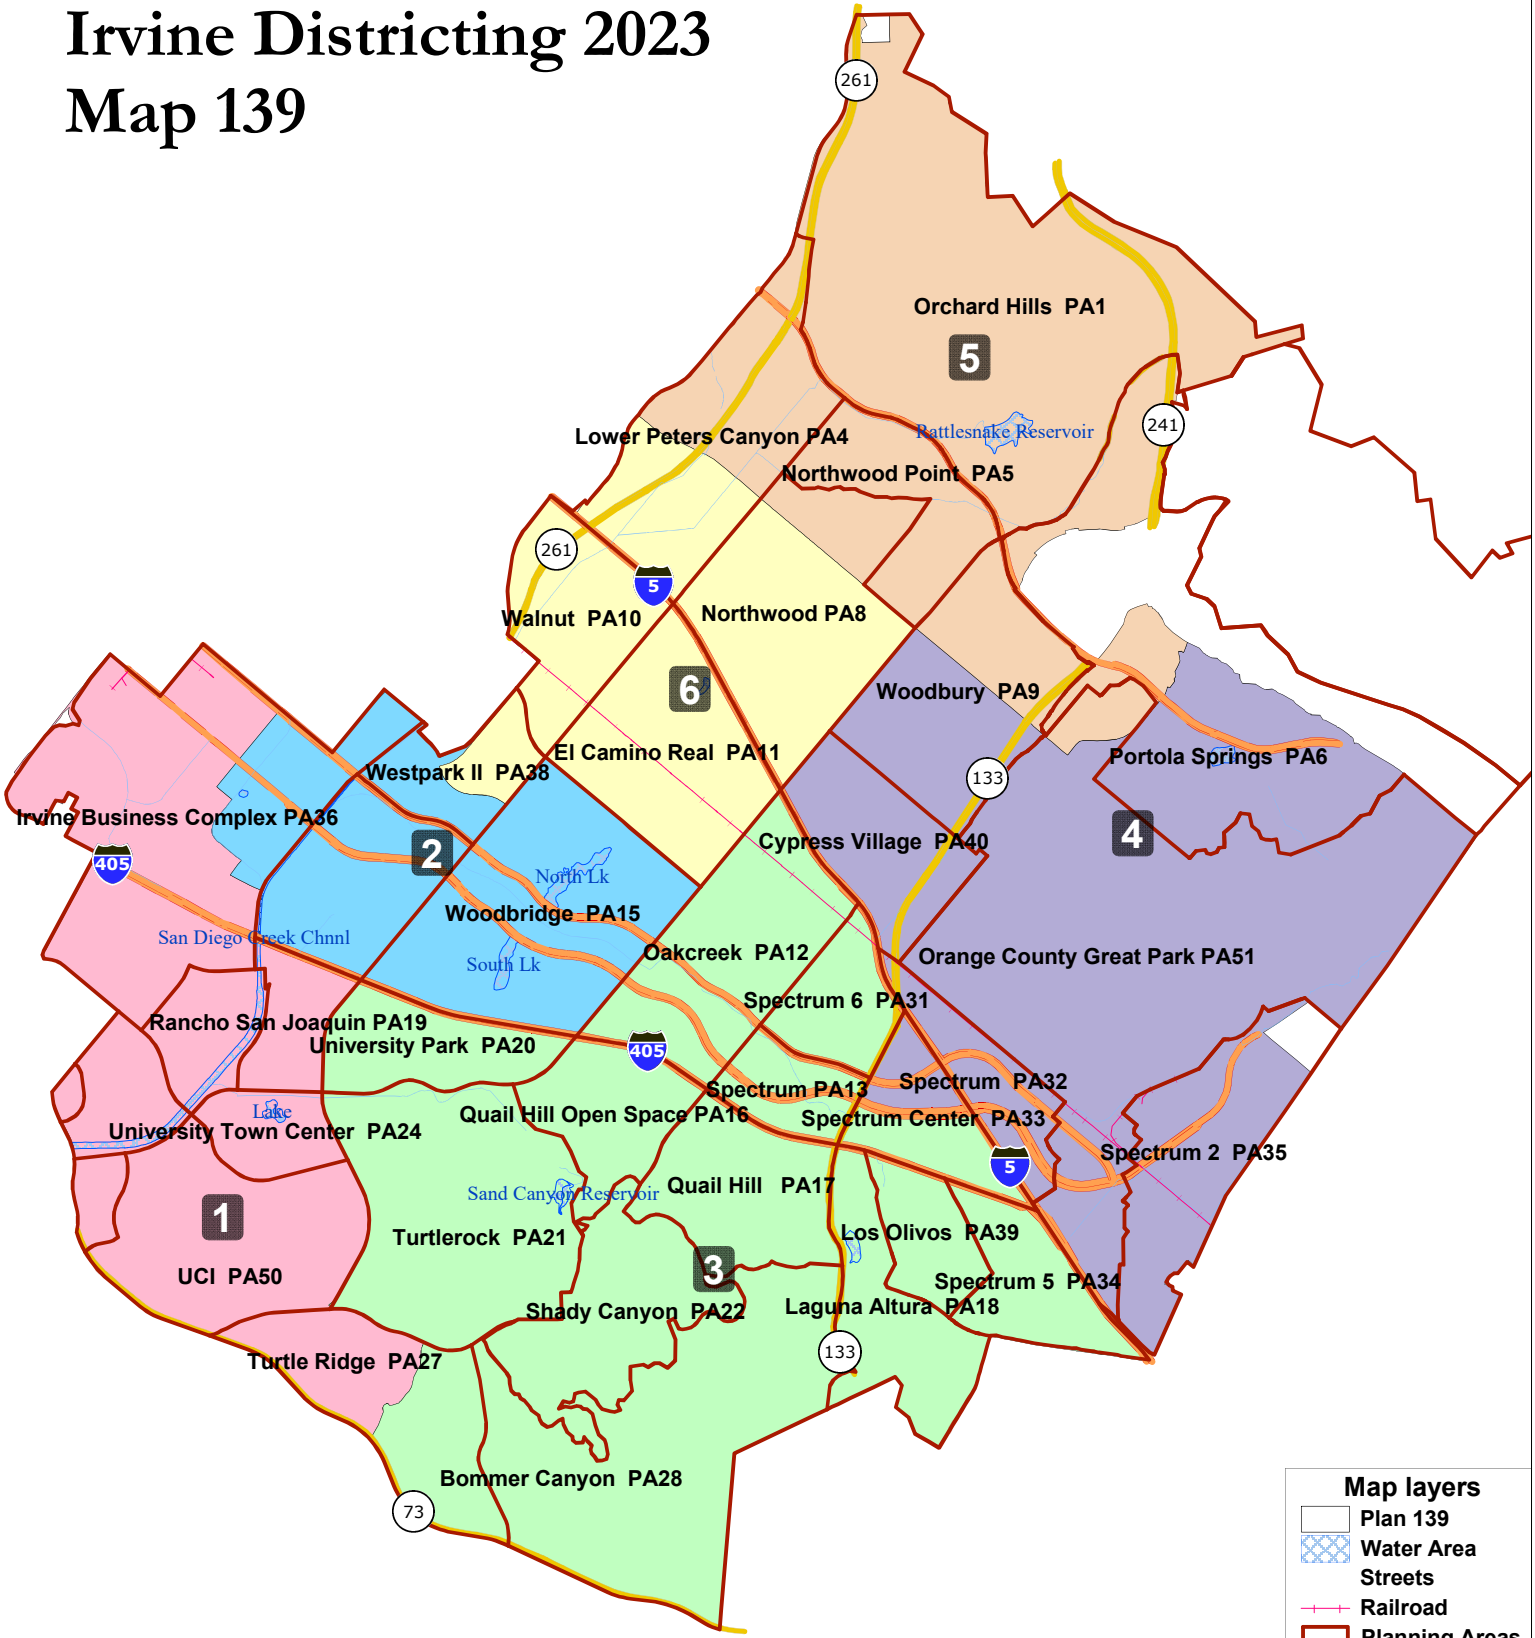 Irvine Districting 2023
Map 139
261
Orchard Hills  PA1
5
241
Rattlesnake Reservoir
Lower Peters Canyon PA4
Northwood Point  PA5
261
5
Walnut  PA10
Northwood PA8
6
Woodbury  PA9
El Camino Real  PA11
Portola Springs  PA6
Westpark II  PA38
133
Irvine Business Complex PA36
4
Cypress Village  PA40
2
405
North Lk
Woodbridge  PA15
San Diego Creek Chnnl
Oakcreek  PA12
Orange County Great Park PA51
South Lk
Spectrum 6  PA31
Rancho San Joaquin PA19
University Park  PA20
405
Spectrum PA13
Spectrum  PA32
Lake
Quail Hill Open Space PA16
Spectrum Center  PA33
University Town Center  PA24
Spectrum 2  PA35
5
Sand Canyon Reservoir
Quail Hill  PA17
1
Turtlerock  PA21
Los Olivos  PA39
UCI  PA50
3
Spectrum 5  PA34
Shady Canyon  PA22
Laguna Altura  PA18
133
Turtle Ridge  PA27
Bommer Canyon  PA28
73
Map layers
Plan 139
Water Area
Streets
Railroad
Planning Areas